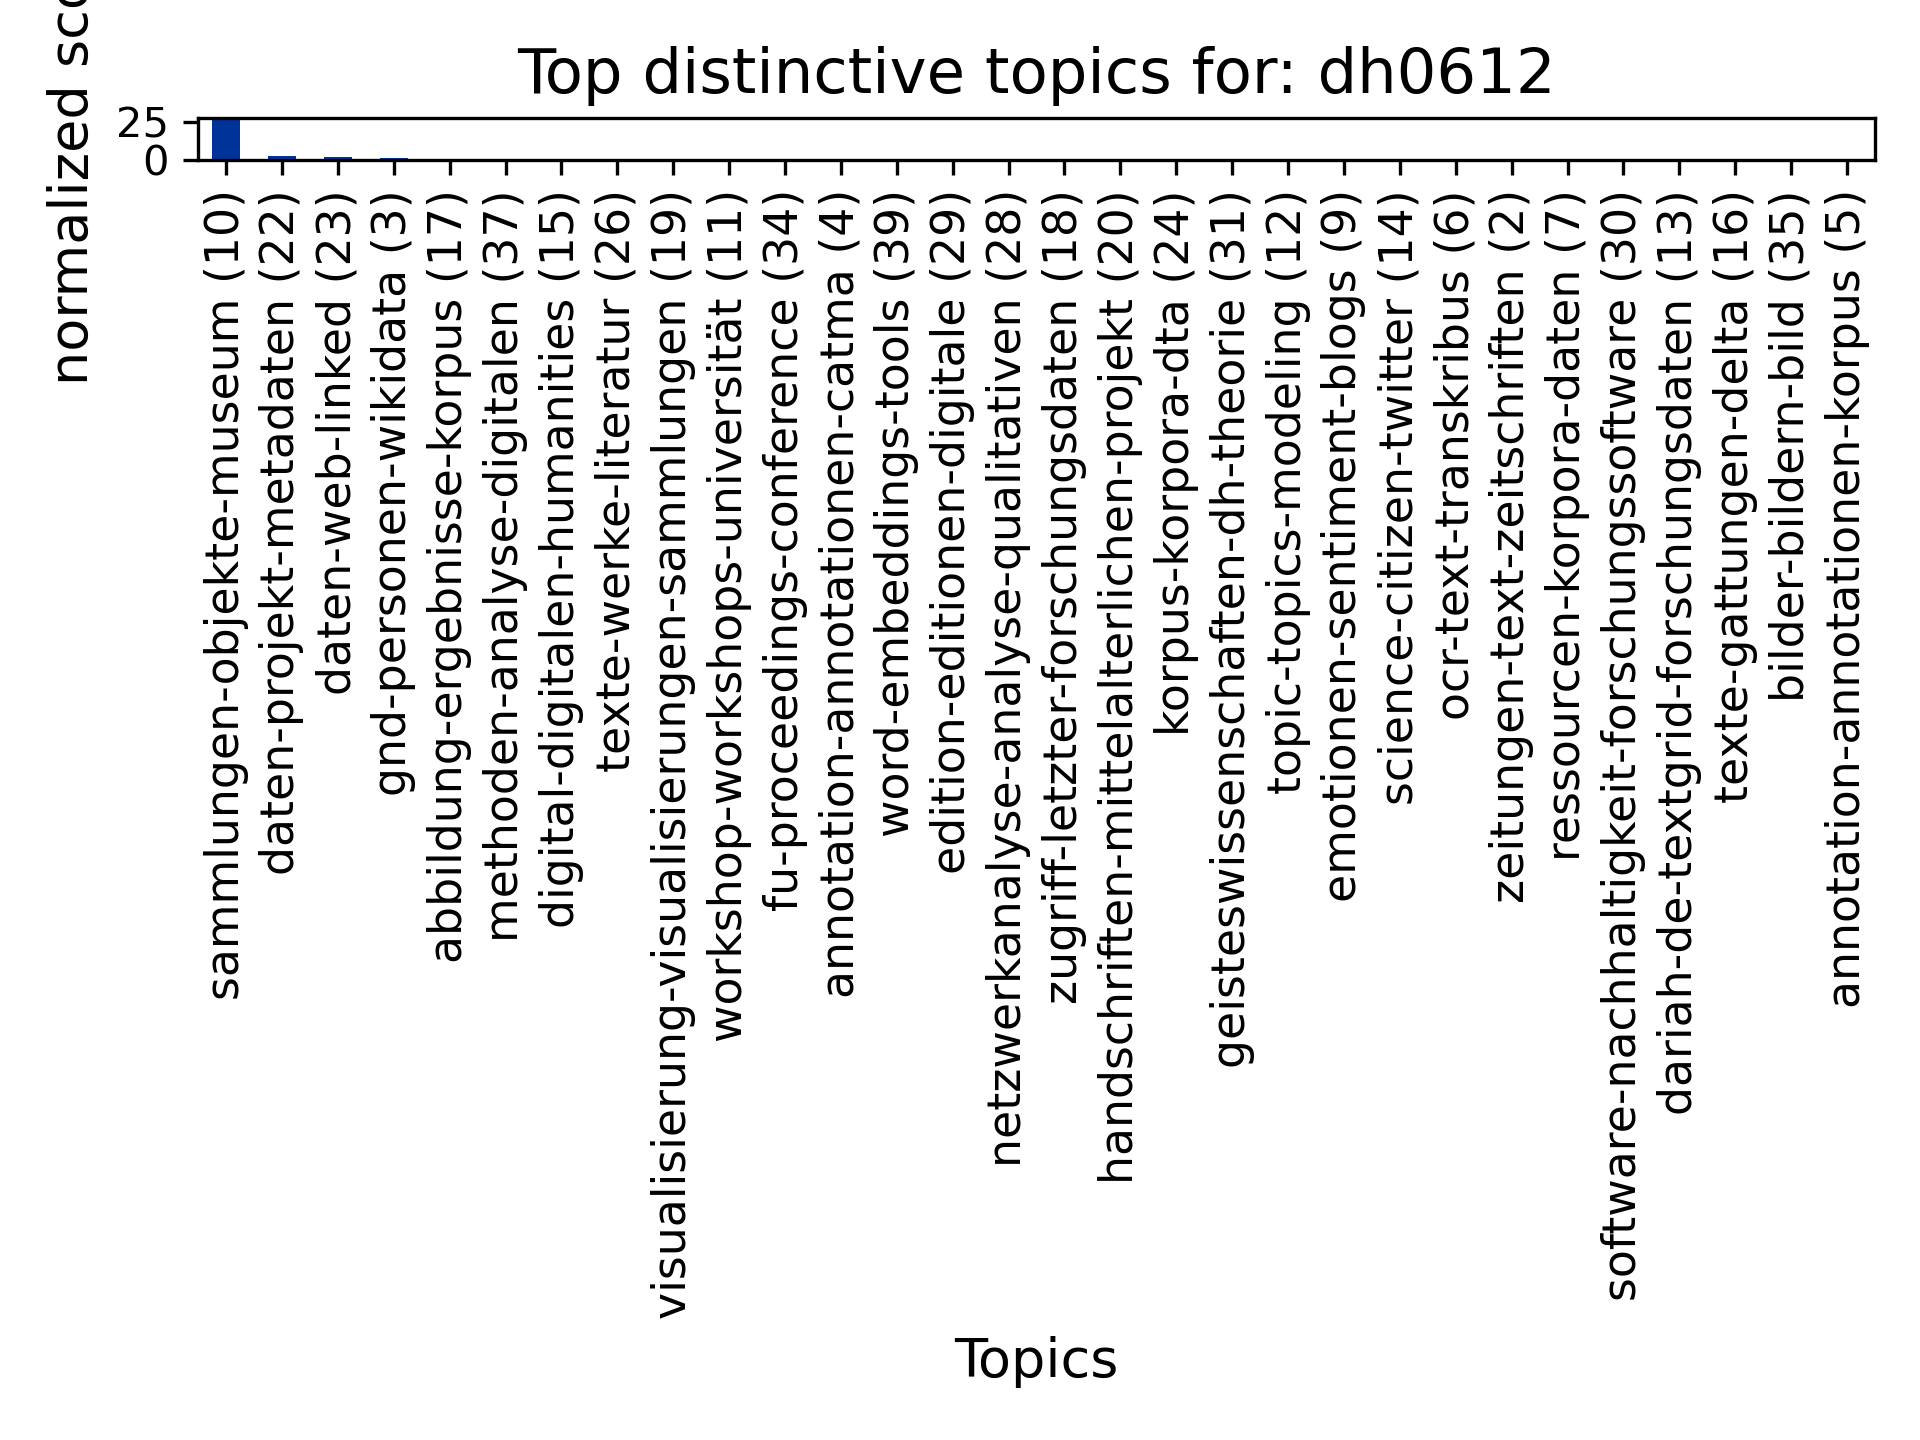 Top distinctive topics for: dh0612
normalized
25
0
sammlungen-objekte-museum (10)
daten-projekt-metadaten (22)
daten-web-linked (23)
gnd-personen-wikidata (3)
abbildung-ergebnisse-korpus (17)
methoden-analyse-digitalen (37)
digital-digitalen-humanities (15)
texte-werke-literatur (26)
visualisierung-visualisierungen-sammlungen (19)
workshop-workshops-universität (11)
fu-proceedings-conference (34)
annotation-annotationen-catma (4)
word-embeddings-tools (39)
edition-editionen-digitale (29)
netzwerkanalyse-analyse-qualitativen (28)
zugriff-letzter-forschungsdaten (18)
handschriften-mittelalterlichen-projekt (20)
korpus-korpora-dta (24)
geisteswissenschaften-dh-theorie (31)
topic-topics-modeling (12)
emotionen-sentiment-blogs (9)
science-citizen-twitter (14)
ocr-text-transkribus (6)
zeitungen-text-zeitschriften (2)
ressourcen-korpora-daten (7)
software-nachhaltigkeit-forschungssoftware (30)
dariah-de-textgrid-forschungsdaten (13)
texte-gattungen-delta (16)
bilder-bildern-bild (35)
annotation-annotationen-korpus (5)
Topics